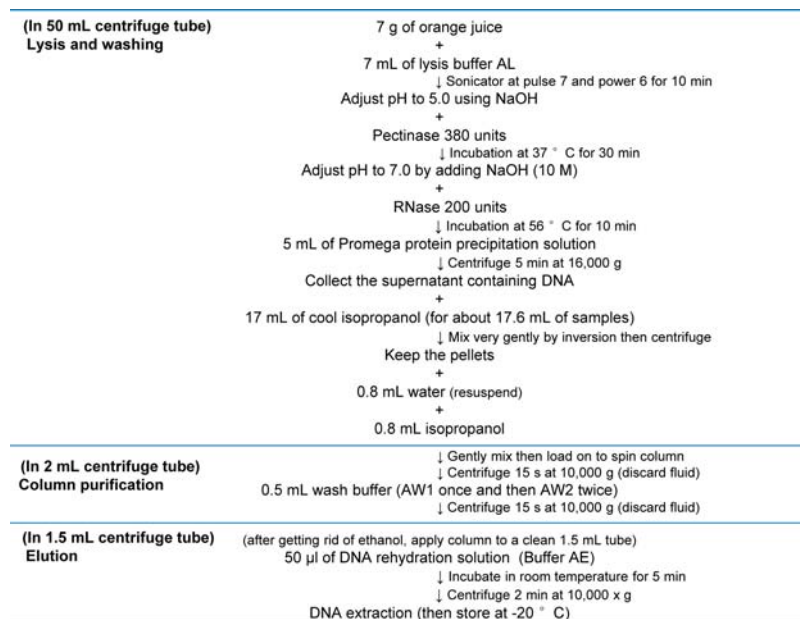 (In 50 mL centrifuge tube)
Lysis and washing
7 g of orange juice
+
7 mL of lysis buffer AL
↓ Sonicator at pulse 7 and power 6 for 10 min
Adjust pH to 5.0 using NaOH
+
Pectinase 380 units
↓ Incubation at 37 ° C for 30 min
Adjust pH to 7.0 by adding NaOH (10 M)
+
RNase 200 units
↓ Incubation at 56 ° C for 10 min
5 mL of Promega protein precipitation solution
↓ Centrifuge 5 min at 16,000 g
Collect the supernatant containing DNA
+
17 mL of cool isopropanol (for about 17.6 mL of samples)
↓ Mix very gently by inversion then centrifuge
Keep the pellets
+
0.8 mL water (resuspend)
+
0.8 mL isopropanol
(In 2 mL centrifuge tube)
Column purification
↓ Gently mix then load on to spin column
↓ Centrifuge 15 s at 10,000 g (discard fluid)
0.5 mL wash buffer (AW1 once and then AW2 twice)
↓ Centrifuge 15 s at 10,000 g (discard fluid)
(In 1.5 mL centrifuge tube)
Elution
(after getting rid of ethanol, apply column to a clean 1.5 mL tube)
50 µl of DNA rehydration solution (Buffer AE)
↓ Incubate in room temperature for 5 min
↓ Centrifuge 2 min at 10,000 x g
DNA extraction (then store at -20 ° C)